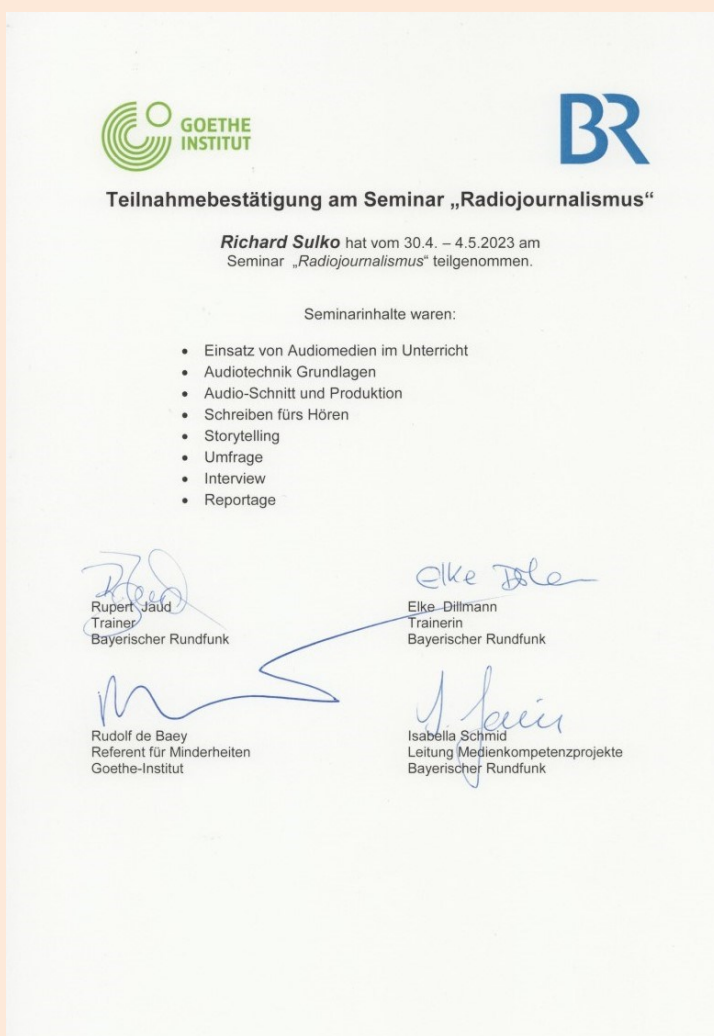 GOETHE
INSTITUT
BR
Teilnahmebestätigung am Seminar „Radiojournalismus“
Richard Sulko hat vom 30.4. – 4.5.2023 am
Seminar „Radiojournalismus“ teilgenommen.
Seminarinhalte waren:
• Einsatz von Audiomedien im Unterricht
• Audiotechnik Grundlagen
• Audio-Schnitt und Produktion
• Schreiben fürs Hören
• Storytelling
• Umfrage
• Interview
• Reportage
Rupert Jaud
Trainer
Bayerischer Rundfunk
Elke
Elke Dillmann
Trainerin
Bayerischer Rundfunk
Rudolf de Baey
Referent für Minderheiten
Goethe-Institut
Isabella Schmid
Leitung Medienkompetenzprojekte
Bayerischer Rundfunk